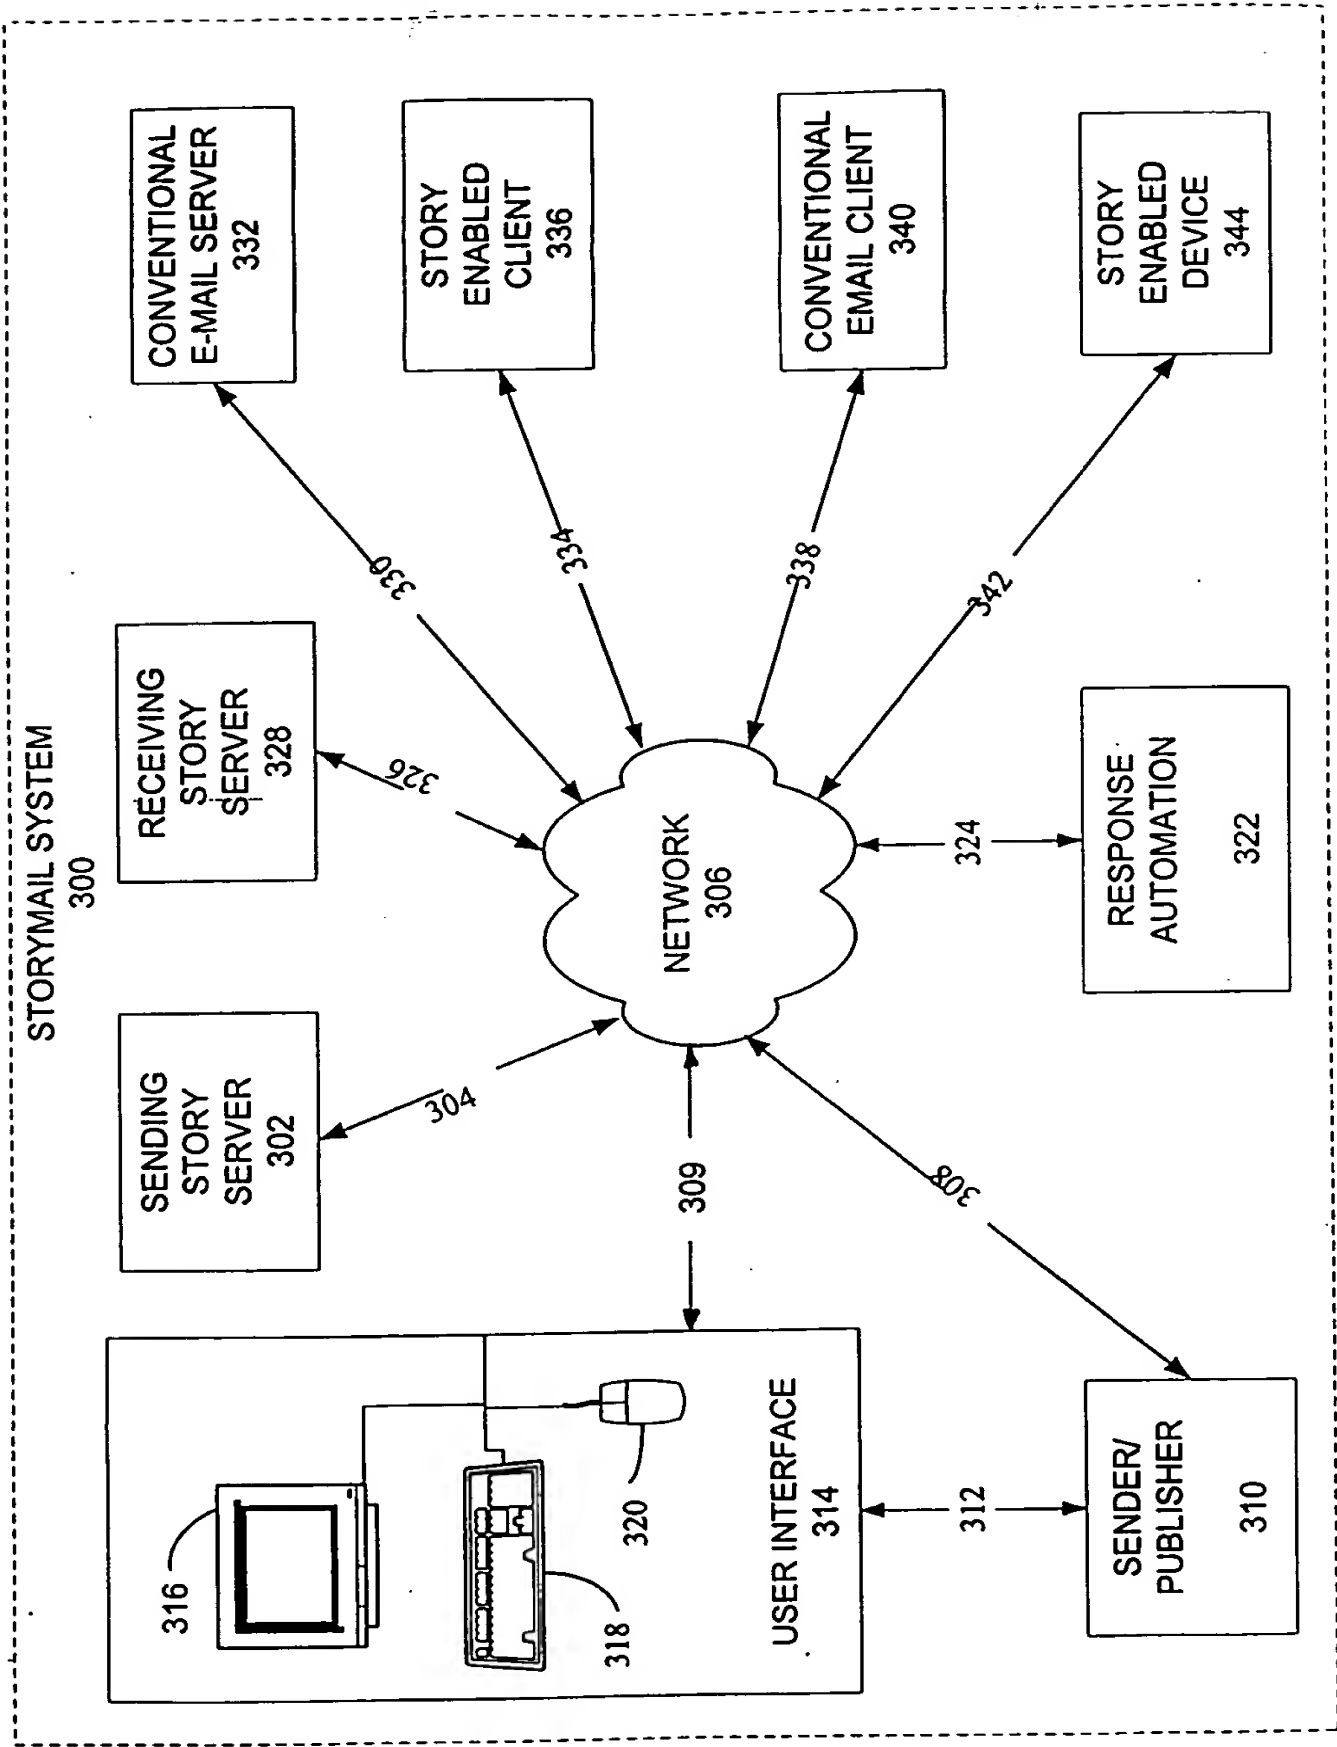 STORYMAIL SYSTEM
300
SENDING
STORY
SERVER
302
RECEIVING
STORY
SERVER
328
CONVENTIONAL
E-MAIL SERVER
332
316
304
326
330
STORY
ENABLED
CLIENT
336
334
318
320
309
NETWORK
306
338
CONVENTIONAL
EMAIL CLIENT
340
USER INTERFACE
314
312
308
324
342
SENDER/
PUBLISHER
310
RESPONSE
AUTOMATION
322
STORY
ENABLED
DEVICE
344